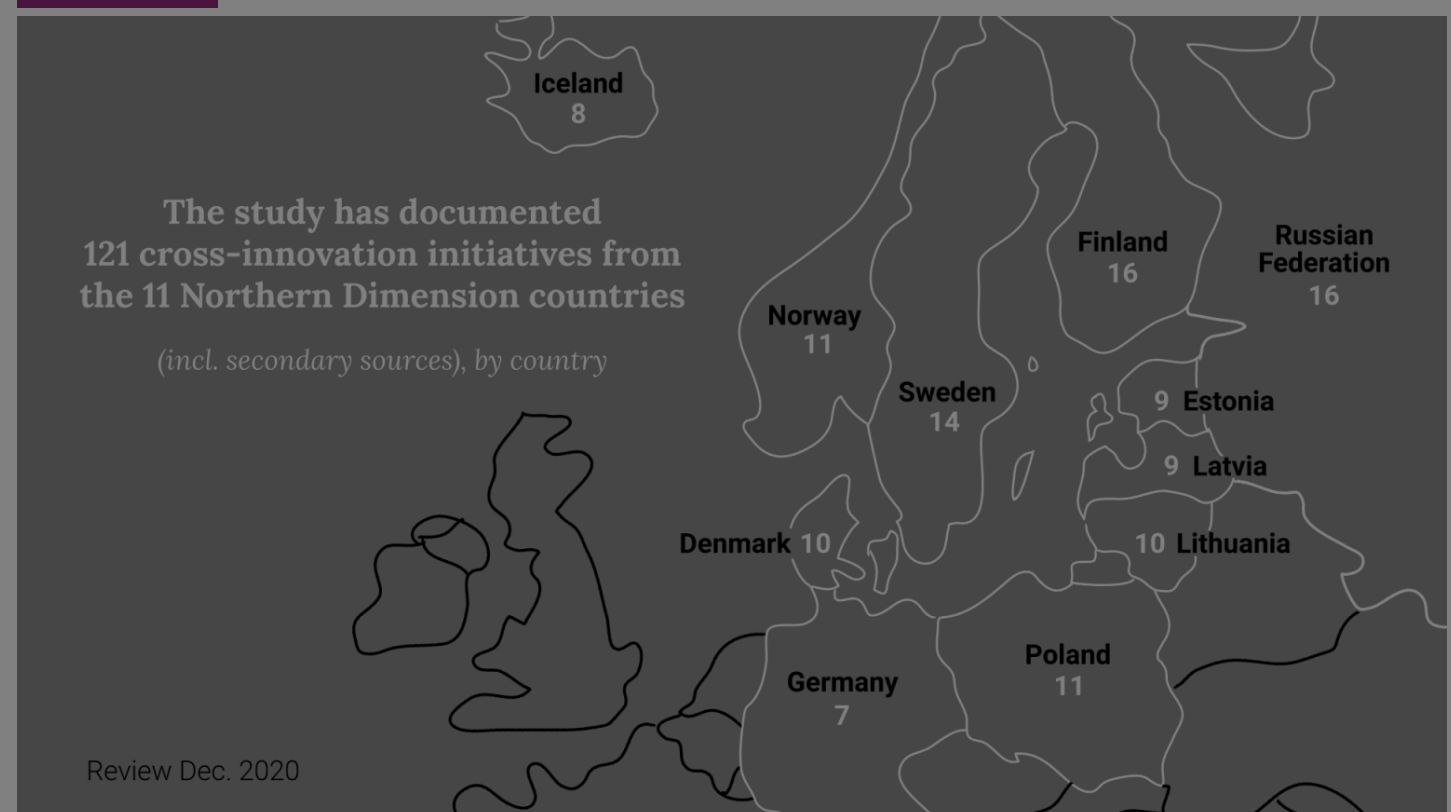 Iceland
8
The study has documented
121 cross-innovation initiatives from
the 11 Northern Dimension countries
(incl. secondary sources), by country
Finland
16
Russian
Federation
16
Norway
11
Sweden
14
9 Estonia
9 Latvia
Denmark 10
10 Lithuania
Poland
11
Germany
7
Review Dec. 2020